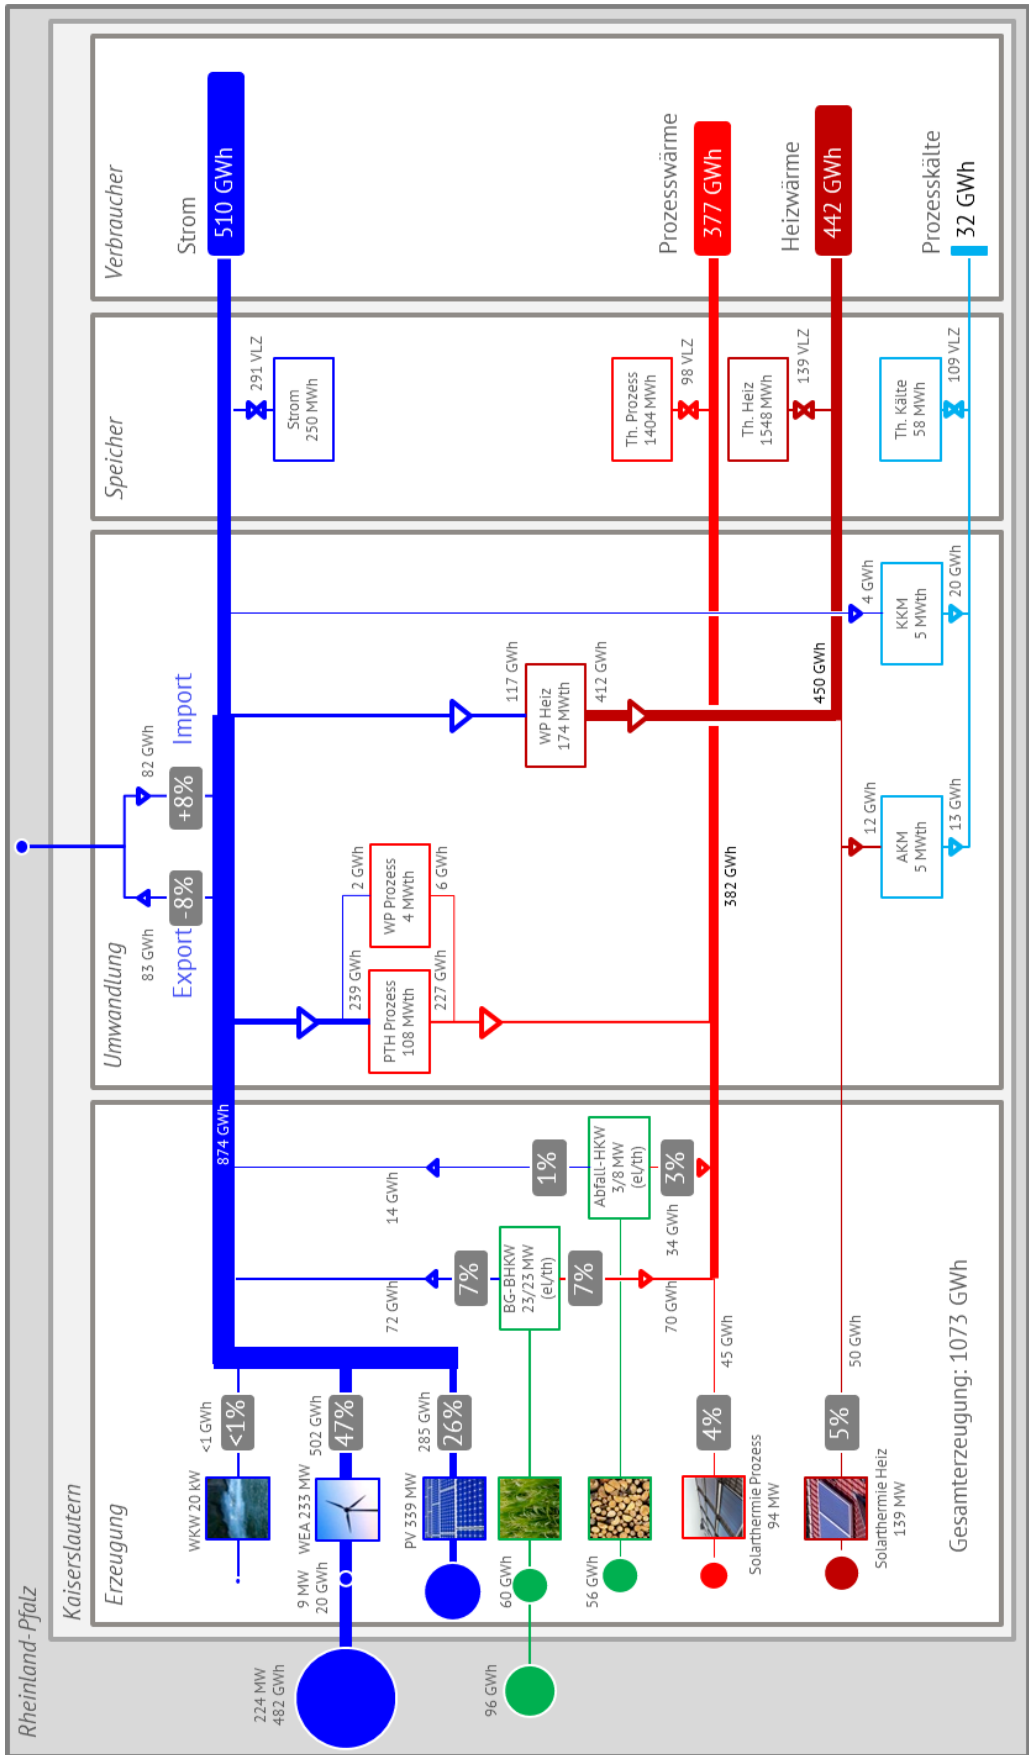 Rheinland-Pfalz
Kaiserslautern
Erzeugung
Umwandlung
Speicher
Verbraucher
83 GWh
82 GWh
Export
-8%
+8%
Import
WKW 20 kW
<1 GWh
<1%
224 MW
482 GWh
9 MW
20 GWh
WEA 233 MW
502 GWh
47%
PV 339 MW
285 GWh
26%
874 GWh
Strom
510 GWh
291 VLZ
Strom
250 MWh
72 GWh
14 GWh
7%
1%
96 GWh
60 GWh
BG-BHKW
23/23 MW
(el/th)
7%
70 GWh
56 GWh
Abfall-HKW
3/8 MW
(el/th)
3%
34 GWh
239 GWh
PTH Prozess
108 MWth
227 GWh
2 GWh
WP Prozess
4 MWth
6 GWh
117 GWh
WP Heiz
174 MWth
412 GWh
Th. Prozess
1404 MWh
98 VLZ
Prozesswärme
377 GWh
4%
45 GWh
Solarthermie Prozess
94 MW
382 GWh
Th. Heiz
1548 MWh
139 VLZ
Heizwärme
442 GWh
450 GWh
5%
50 GWh
Solarthermie Heiz
139 MW
12 GWh
AKM
5 MWth
13 GWh
4 GWh
KKM
5 MWth
20 GWh
Th. Kälte
58 MWh
109 VLZ
Prozesskälte
32 GWh
Gesamterzeugung: 1073 GWh